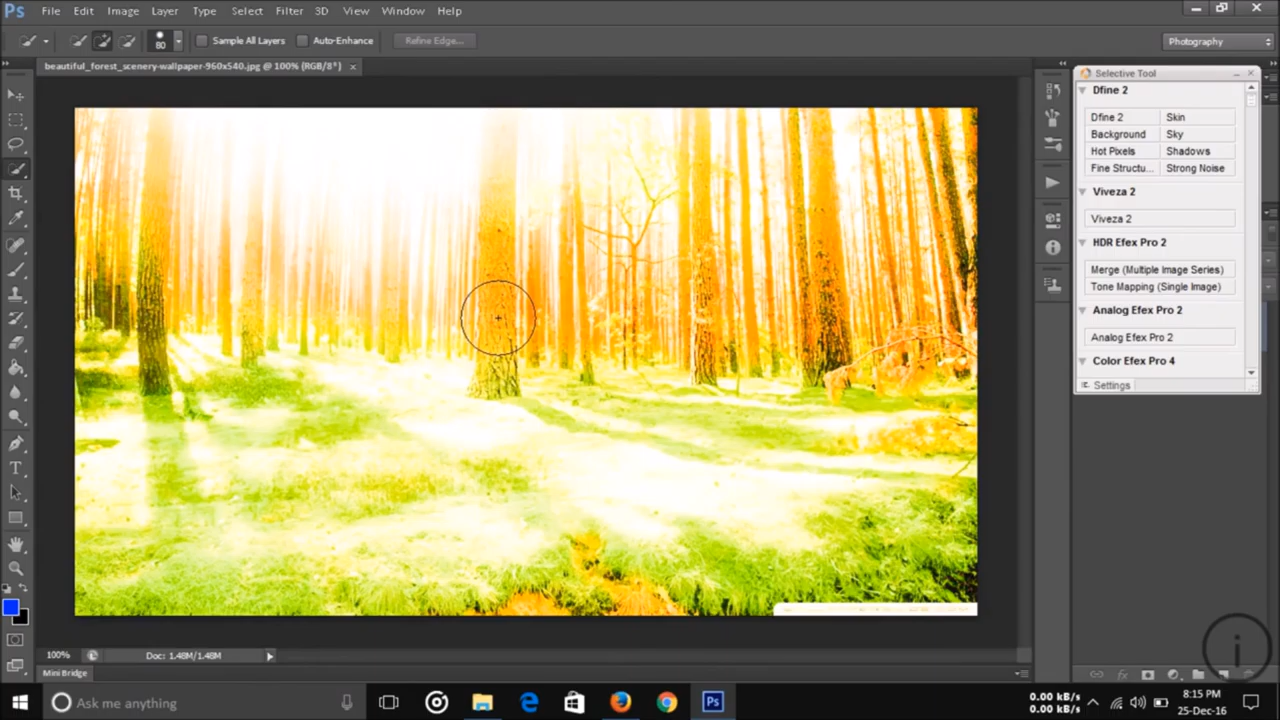 Ps File Edit Image Layer Type Select Filter 3D View Window Help
80 Sample All Layers Auto-Enhance Refine Edge... Photography
beautiful_forest_scenery-wallpaper-960x540.jpg @ 100% (RGB/8*) ×
Selective Tool
Dfine 2
Dfine 2 Skin
Background Sky
Hot Pixels Shadows
Fine Structu... Strong Noise
Viveza 2
Viveza 2
HDR Efex Pro 2
Merge (Multiple Image Series)
Tone Mapping (Single Image)
Analog Efex Pro 2
Analog Efex Pro 2
Color Efex Pro 4
Settings
100% Doc: 1.48M/1.48M
Mini Bridge
Ask me anything
Ps
0.00 kB/s
0.00 kB/s
8:15 PM
25-Dec-16